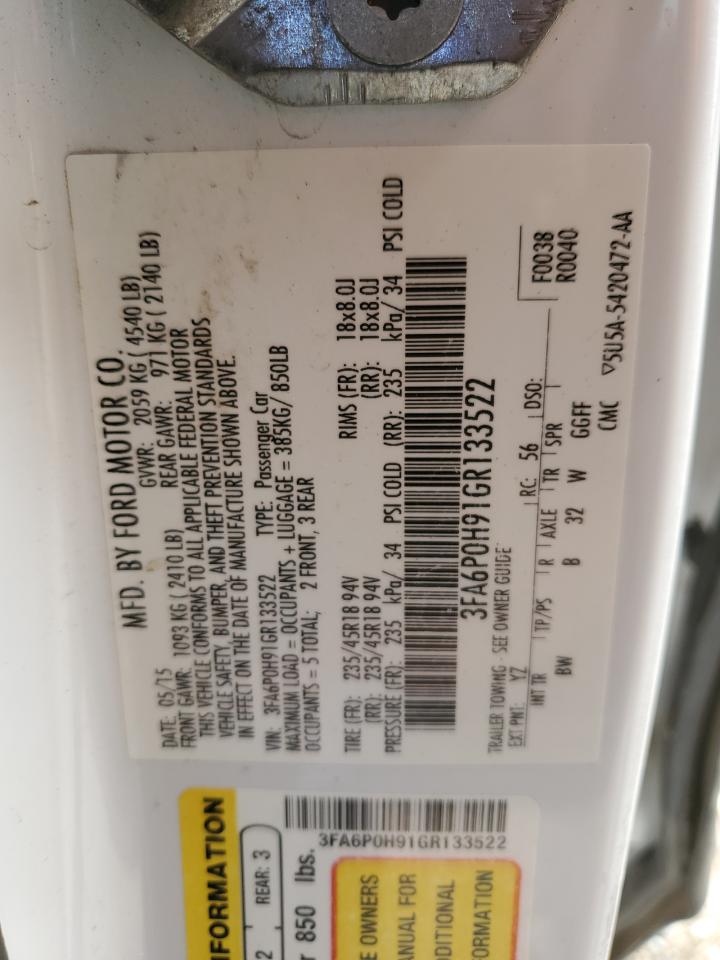 MFD. BY FORD MOTOR CO.
DATE: 05/15 GVWR: 2059 KG ( 4540 LB)
FRONT GAWR: 1093 KG ( 2410 LB) REAR GAWR: 971 KG ( 2140 LB)
THIS VEHICLE CONFORMS TO ALL APPLICABLE FEDERAL MOTOR
VEHICLE SAFETY, BUMPER, AND THEFT PREVENTION STANDARDS
IN EFFECT ON THE DATE OF MANUFACTURE SHOWN ABOVE.
VIN: 3FA6P0H91GR133522 TYPE: Passenger Car
MAXIMUM LOAD = OCCUPANTS + LUGGAGE = 385KG/ 850LB
OCCUPANTS = 5 TOTAL; 2 FRONT, 3 REAR
TIRE (FR): 235/45R18 94V RIMS (FR): 18x8.0J
(RR): 235/45R18 94V (RR): 18x8.0J
PRESSURE (FR): 235 kPa/ 34 PSI COLD (RR): 235 kPa/ 34 PSI COLD
3FA6P0H91GR133522
TRAILER TOWING - SEE OWNER GUIDE
EXT PNT: YZ RC: 56 DSO: F0038
R0040
INT TR TP/PS R AXLE TR SPR
BW B 32 W GGFF
CMC ▽5U5A-5420472-AA
INFORMATION
2 REAR: 3
r 850 lbs.
3FA6P0H91GR133522
E OWNERS
ANUAL FOR
DDITIONAL
FORMATION